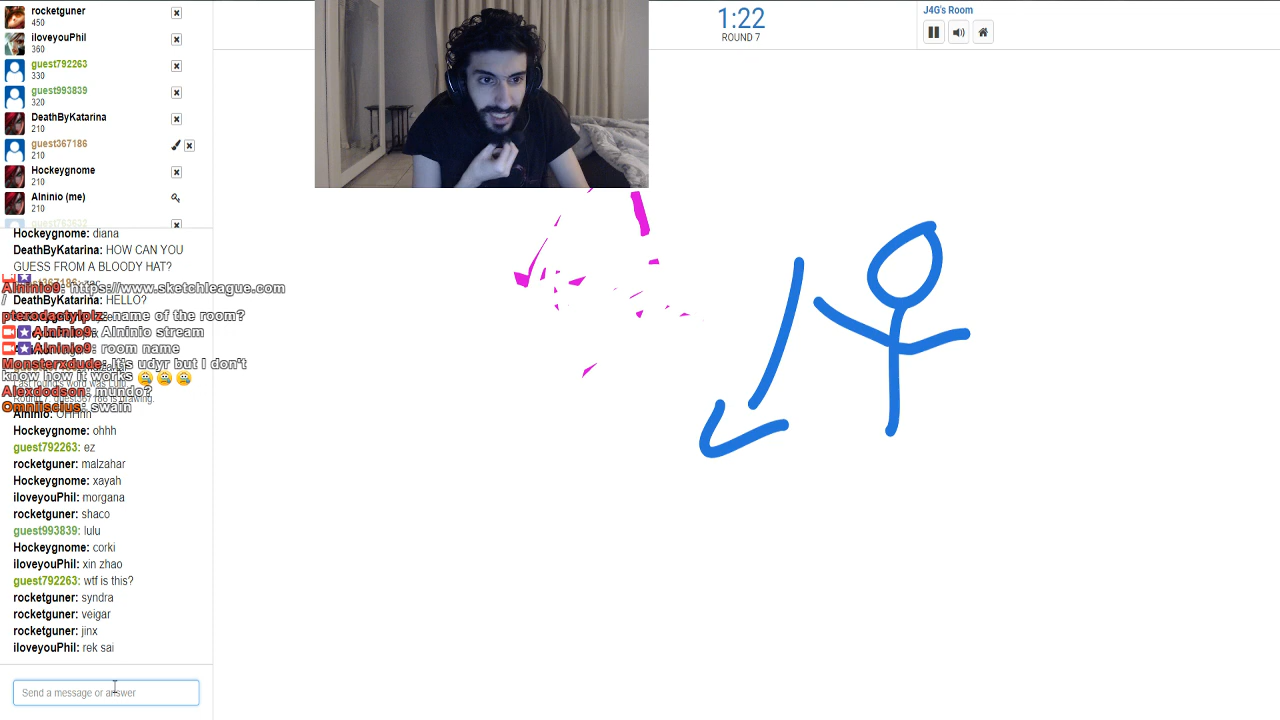 rocketguner
450
iloveyouPhil
360
guest792263
330
guest993839
320
DeathByKatarina
210
guest367186
210
Hockeygnome
210
Alninio (me)
210
Hockeygnome: diana
DeathByKatarina: HOW CAN YOU
GUESS FROM A BLOODY HAT?
Alninio9: https://www.sketchleague.com
/
DeathByKatarina: HELLO?
pterodactylplz: name of the room?
Alninio9: Alninio stream
Alninio9: room name
Monsterxdude: It's udyr but I don't
know how it works
Alexdodson: mundo?
Omniiscius: swain
Alninio: OHHhh
Hockeygnome: ohhh
guest792263: ez
rocketguner: malzahar
Hockeygnome: xayah
iloveyouPhil: morgana
rocketguner: shaco
guest993839: lulu
Hockeygnome: corki
iloveyouPhil: xin zhao
guest792263: wtf is this?
rocketguner: syndra
rocketguner: veigar
rocketguner: jinx
iloveyouPhil: rek sai
Send a message or answer
1:22
ROUND 7
J4G's Room